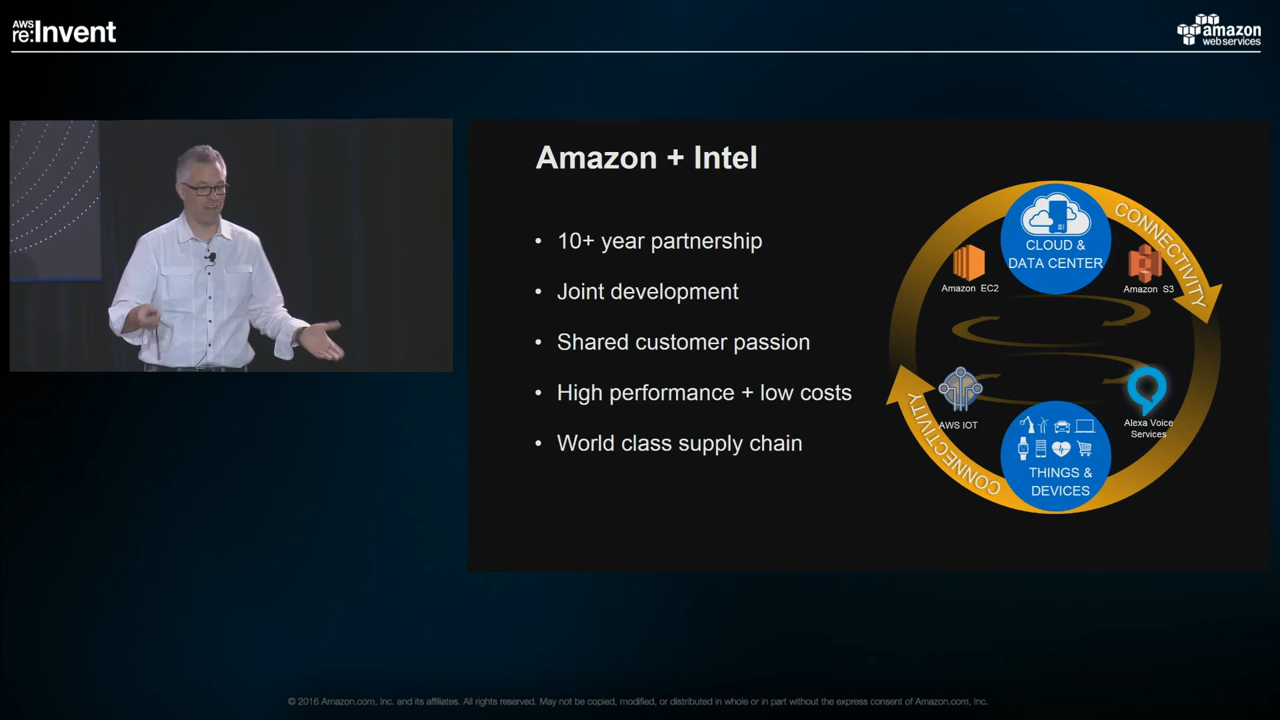 AWS
re:Invent
amazon
web services
Amazon + Intel
• 10+ year partnership
• Joint development
• Shared customer passion
• High performance + low costs
• World class supply chain
CLOUD &
DATA CENTER
CONNECTIVITY
Amazon EC2
Amazon S3
AWS IOT
Alexa Voice
Services
THINGS &
DEVICES
CONNECTIVITY
© 2016 Amazon.com, Inc. and its affiliates. All rights reserved. May not be copied, modified, or distributed in whole or in part without the express consent of Amazon.com, Inc.